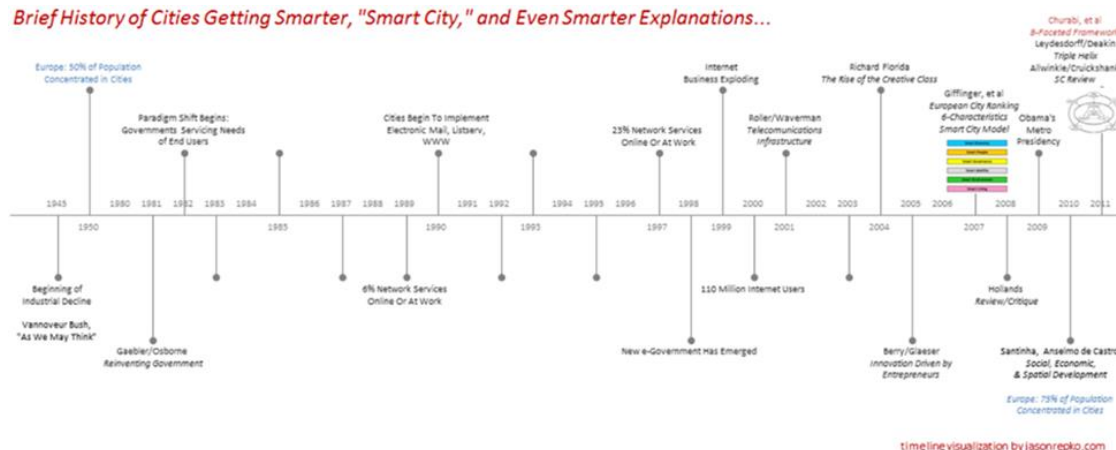 Brief History of Cities Getting Smarter, "Smart City," and Even Smarter Explanations...
Churabi, et al
8-Faceted Framework
Leydesdorff/Deakin
Triple Helix
Allwinkle/Cruickshank
SC Review
Europe: 50% of Population
Concentrated in Cities
Internet
Business Exploding
Richard Florida
The Rise of the Creative Class
Giffinger, et al
European City Ranking
6-Characteristics
Smart City Model
Paradigm Shift Begins:
Governments Servicing Needs
of End Users
Cities Begin To Implement
Electronic Mail, Listserv,
WWW
23% Network Services
Online Or At Work
Roller/Waverman
Telecommunications
Infrastructure
Obama's
Metro
Presidency
1945 1980 1981 1982 1983 1984 1986 1987 1988 1989 1991 1992 1994 1995 1996 1997 1998 2000 2002 2003 2005 2006 2008 2010 2011
1950 1985 1990 1993 1997 1999 2001 2004 2007 2009
Beginning of
Industrial Decline
Vannoveur Bush,
"As We May Think"
6% Network Services
Online Or At Work
110 Million Internet Users
Hollands
Review/Critique
Gaebler/Osborne
Reinventing Government
New e-Government Has Emerged
Berry/Glaeser
Innovation Driven by
Entrepreneurs
Santinha, Anselmo de Castro
Social, Economic,
& Spatial Development
Europe: 75% of Population
Concentrated in Cities
timeline visualization by jasonrepko.com